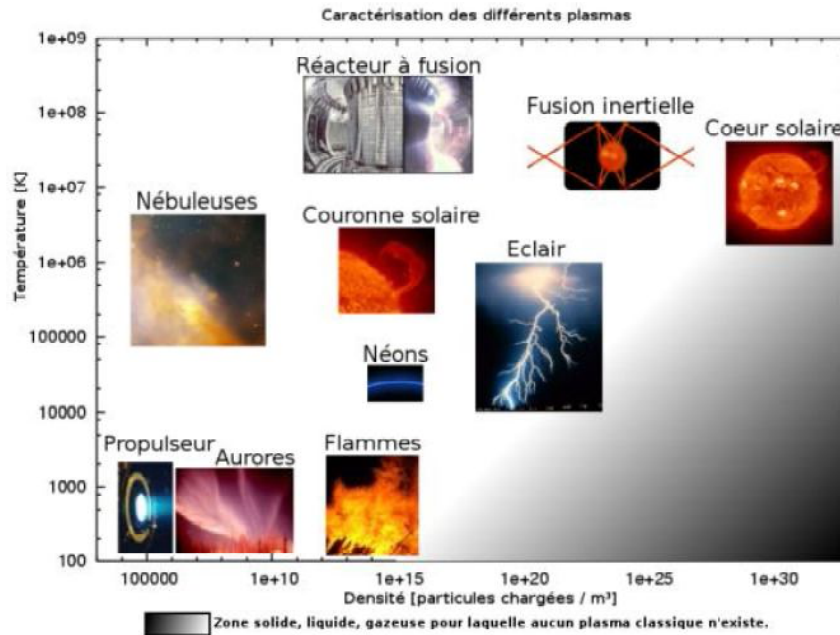 Caractérisation des différents plasmas
1e+09
Réacteur à fusion
1e+08
Fusion inertielle
Coeur solaire
1e+07
Nébuleuses
Couronne solaire
Eclair
1e+06
Température [K]
100000
Néons
10000
Propulseur
Aurores
Flammes
1000
100
100000 1e+10 1e+15 1e+20 1e+25 1e+30
Densité [particules chargées / m³]
Zone solide, liquide, gazeuse pour laquelle aucun plasma classique n'existe.